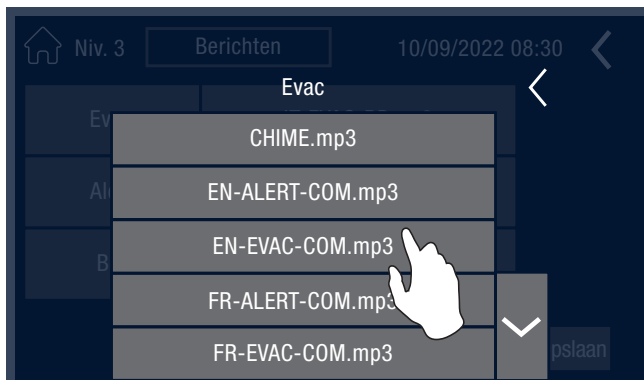 Niv. 3 Berichten 10/09/2022 08:30
Evac
CHIME.mp3
EN-ALERT-COM.mp3
EN-EVAC-COM.mp3
FR-ALERT-COM.mp3
FR-EVAC-COM.mp3
pslaan